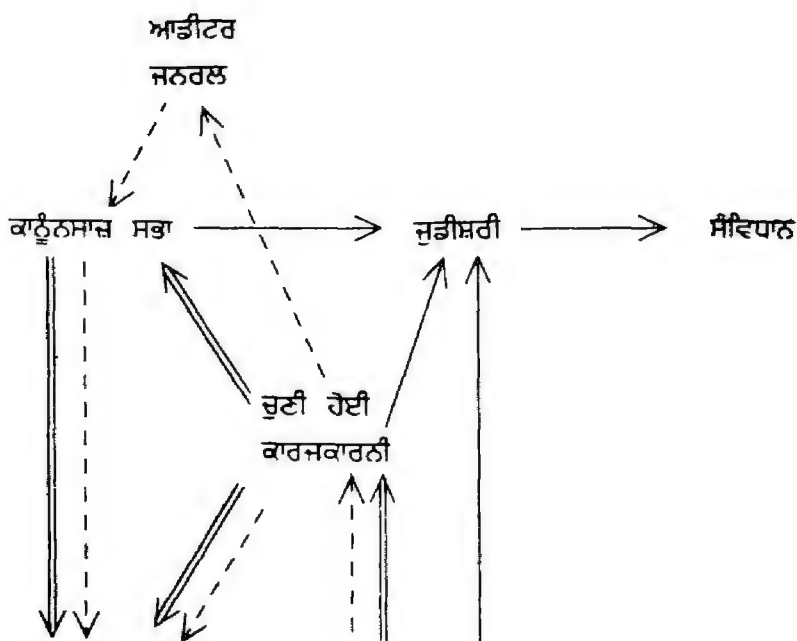 ਆਡੀਟਰ
ਜਨਰਲ
ਕਾਨੂੰਨਸਾਜ਼ ਸਭਾ ਜੁਡੀਸ਼ਰੀ ਸੰਵਿਧਾਨ
ਚੁਣੀ ਹੋਈ
ਕਾਰਜਕਾਰਨੀ